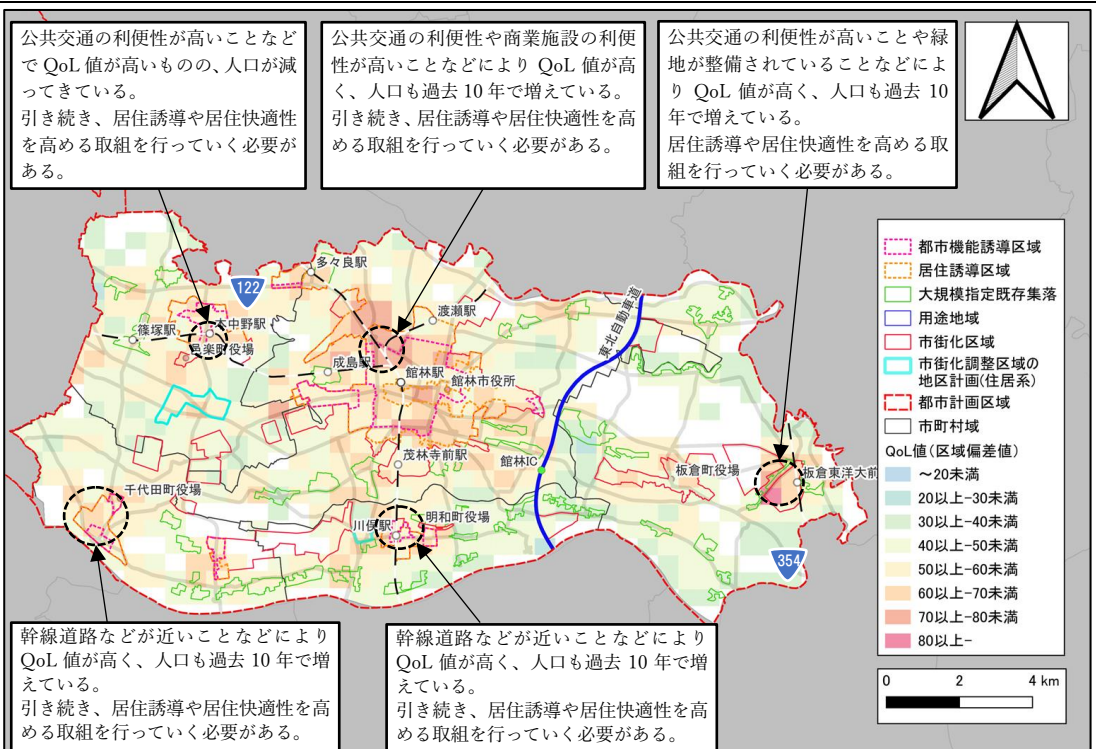 公共交通の利便性が高いことなど
で QoL 値が高いものの、人口が減
ってきている。
引き続き、居住誘導や居住快適性
を高める取組を行っていく必要が
ある。
公共交通の利便性や商業施設の利便
性が高いことなどにより QoL 値が高
く、人口も過去 10 年で増えている。
引き続き、居住誘導や居住快適性を高
める取組を行っていく必要がある。
公共交通の利便性が高いことや緑
地が整備されていることなどによ
り QoL 値が高く、人口も過去 10
年で増えている。
居住誘導や居住快適性を高める取
組を行っていく必要がある。
多々良駅
122
渡瀬駅
東北自動車道
本中野駅
篠塚駅
邑楽町役場
成島駅
館林駅
館林市役所
茂林寺前駅
館林IC
板倉町役場
板倉東洋大前
千代田町役場
川俣駅
明和町役場
354
都市機能誘導区域
居住誘導区域
大規模指定既存集落
用途地域
市街化区域
市街化調整区域の
地区計画(住居系)
都市計画区域
市町村域
QoL値(区域偏差値)
～20未満
20以上-30未満
30以上-40未満
40以上-50未満
50以上-60未満
60以上-70未満
70以上-80未満
80以上-
0 2 4 km
幹線道路などが近いことなどにより
QoL 値が高く、人口も過去 10 年で増
えている。
引き続き、居住誘導や居住快適性を高
める取組を行っていく必要がある。
幹線道路などが近いことなどにより
QoL 値が高く、人口も過去 10 年で増
えている。
引き続き、居住誘導や居住快適性を高
める取組を行っていく必要がある。